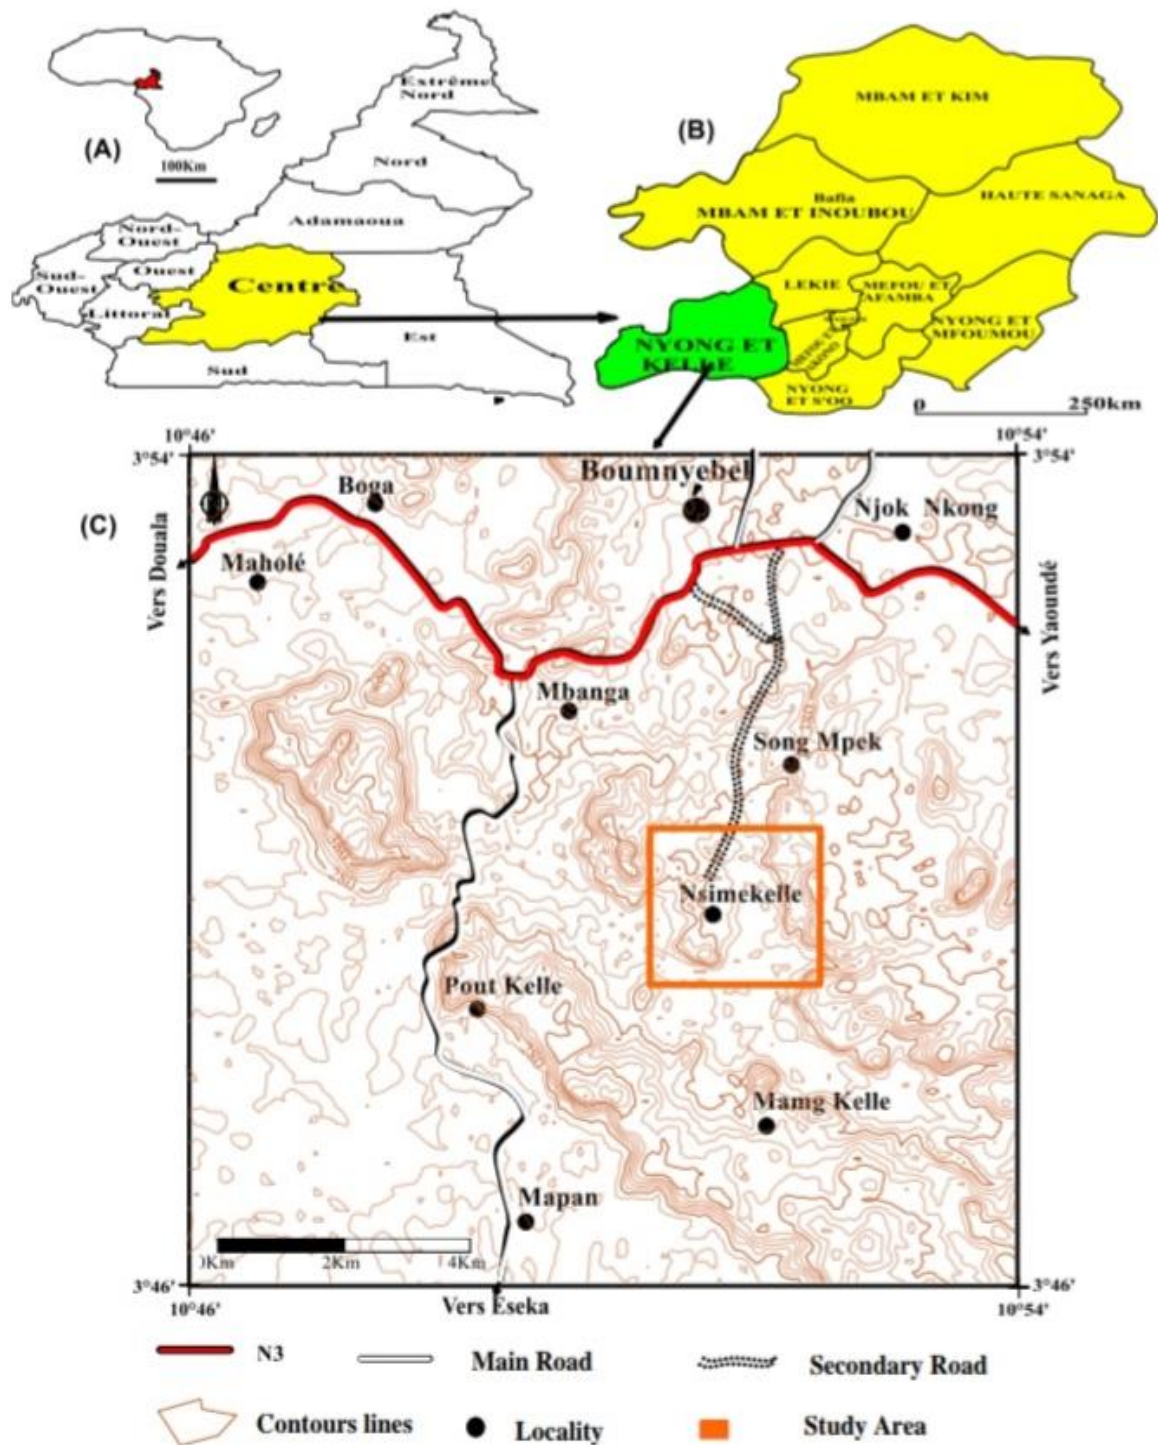 (A)
100Km
Extrême
Nord
Nord
Adamaoua
Nord-
Ouest
Ouest
Sud-
Ouest
Littoral
Centre
Est
Sud
(B)
MBAM ET KIM
Bafia
MBAM ET INOUBOU
HAUTE SANAGA
LEKIE
MEFOU ET
AFAMBA
NYONG ET
MFOUMOU
NYONG ET
KELLE
NYONG
ET S'OO
0
250km
10°46'
10°54'
3°54'
3°54'
(C)
Boumnyebel
Boga
Njok Nkong
Maholé
Vers Douala
Vers Yaoundé
Mbanga
Song Mpek
Nsimekelle
Pout Kelle
Mamg Kelle
Mapan
0Km
2Km
4Km
3°46'
3°46'
10°46'
Vers Eseka
10°54'
N3
Main Road
Secondary Road
Contours lines
Locality
Study Area